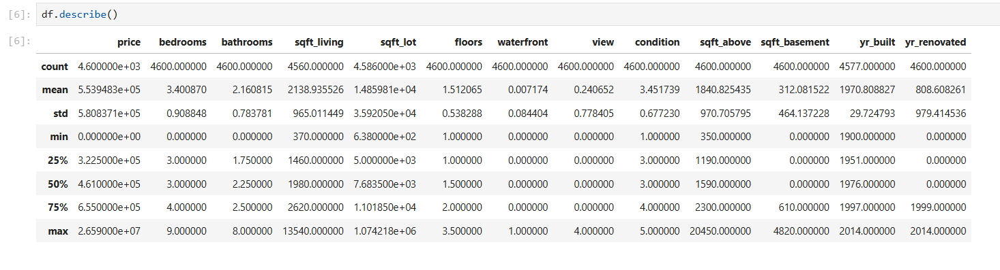 [6]: df.describe()
[6]: price bedrooms bathrooms sqft_living sqft_lot floors waterfront view condition sqft_above sqft_basement yr_built yr_renovated
count 4.600000e+03 4600.000000 4600.000000 4560.000000 4.586000e+03 4600.000000 4600.000000 4600.000000 4600.000000 4600.000000 4600.000000 4577.000000 4600.000000
mean 5.539483e+05 3.400870 2.160815 2138.935526 1.485981e+04 1.512065 0.007174 0.240652 3.451739 1840.825435 312.081522 1970.808827 808.608261
std 5.808371e+05 0.908848 0.783781 965.011449 3.592050e+04 0.538288 0.084404 0.778405 0.677230 970.705795 464.137228 29.724793 979.414536
min 0.000000e+00 0.000000 0.000000 370.000000 6.380000e+02 1.000000 0.000000 0.000000 1.000000 350.000000 0.000000 1900.000000 0.000000
25% 3.225000e+05 3.000000 1.750000 1460.000000 5.000000e+03 1.000000 0.000000 0.000000 3.000000 1190.000000 0.000000 1951.000000 0.000000
50% 4.610000e+05 3.000000 2.250000 1980.000000 7.683500e+03 1.500000 0.000000 0.000000 3.000000 1590.000000 0.000000 1976.000000 0.000000
75% 6.550000e+05 4.000000 2.500000 2620.000000 1.101850e+04 2.000000 0.000000 0.000000 4.000000 2300.000000 610.000000 1997.000000 1999.000000
max 2.659000e+07 9.000000 8.000000 13540.000000 1.074218e+06 3.500000 1.000000 4.000000 5.000000 20450.000000 4820.000000 2014.000000 2014.000000